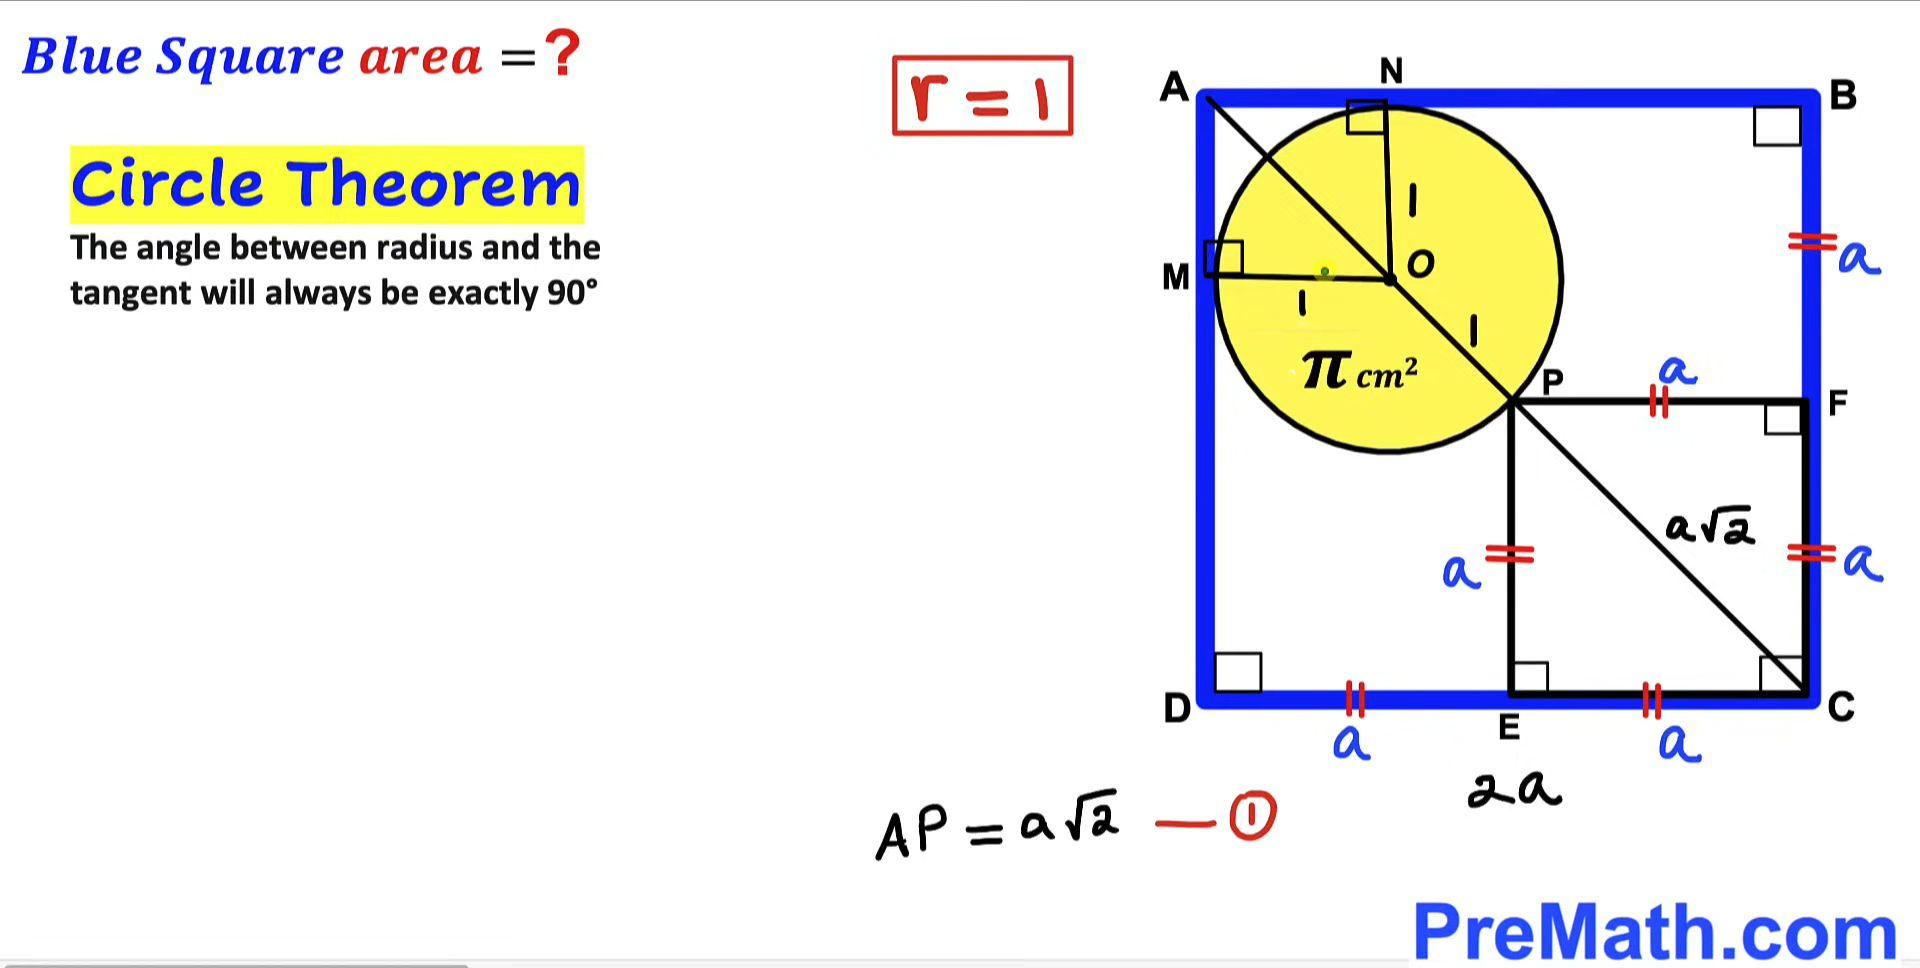 Blue Square area = ?
r = 1
Circle Theorem
The angle between radius and the
tangent will always be exactly 90°
A
N
B
1
O
M
1
1
a
π cm²
P
a
F
a√2
a
a
D
E
C
a
a
2a
AP = a√2 — ①
PreMath.com